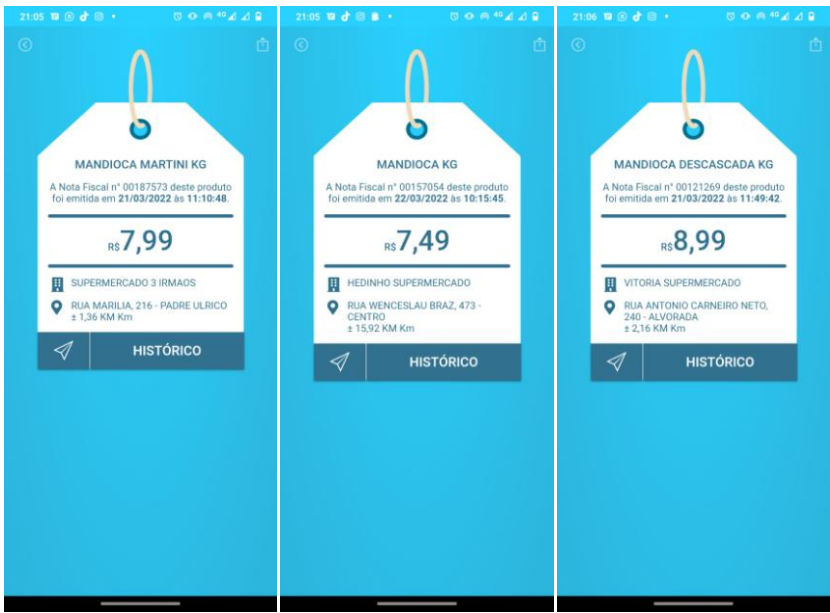 21:05
4G
MANDIOCA MARTINI KG
A Nota Fiscal n° 00187573 deste produto
foi emitida em 21/03/2022 às 11:10:48.
R$7,99
SUPERMERCADO 3 IRMAOS
RUA MARILIA, 216 - PADRE ULRICO
± 1,36 KM Km
HISTÓRICO
21:05
4G
MANDIOCA KG
A Nota Fiscal n° 00157054 deste produto
foi emitida em 22/03/2022 às 10:15:45.
R$7,49
HEDINHO SUPERMERCADO
RUA WENCESLAU BRAZ, 473 -
CENTRO
± 15,92 KM Km
HISTÓRICO
21:06
4G
MANDIOCA DESCASCADA KG
A Nota Fiscal n° 00121269 deste produto
foi emitida em 21/03/2022 às 11:49:42.
R$8,99
VITORIA SUPERMERCADO
RUA ANTONIO CARNEIRO NETO,
240 - ALVORADA
± 2,16 KM Km
HISTÓRICO